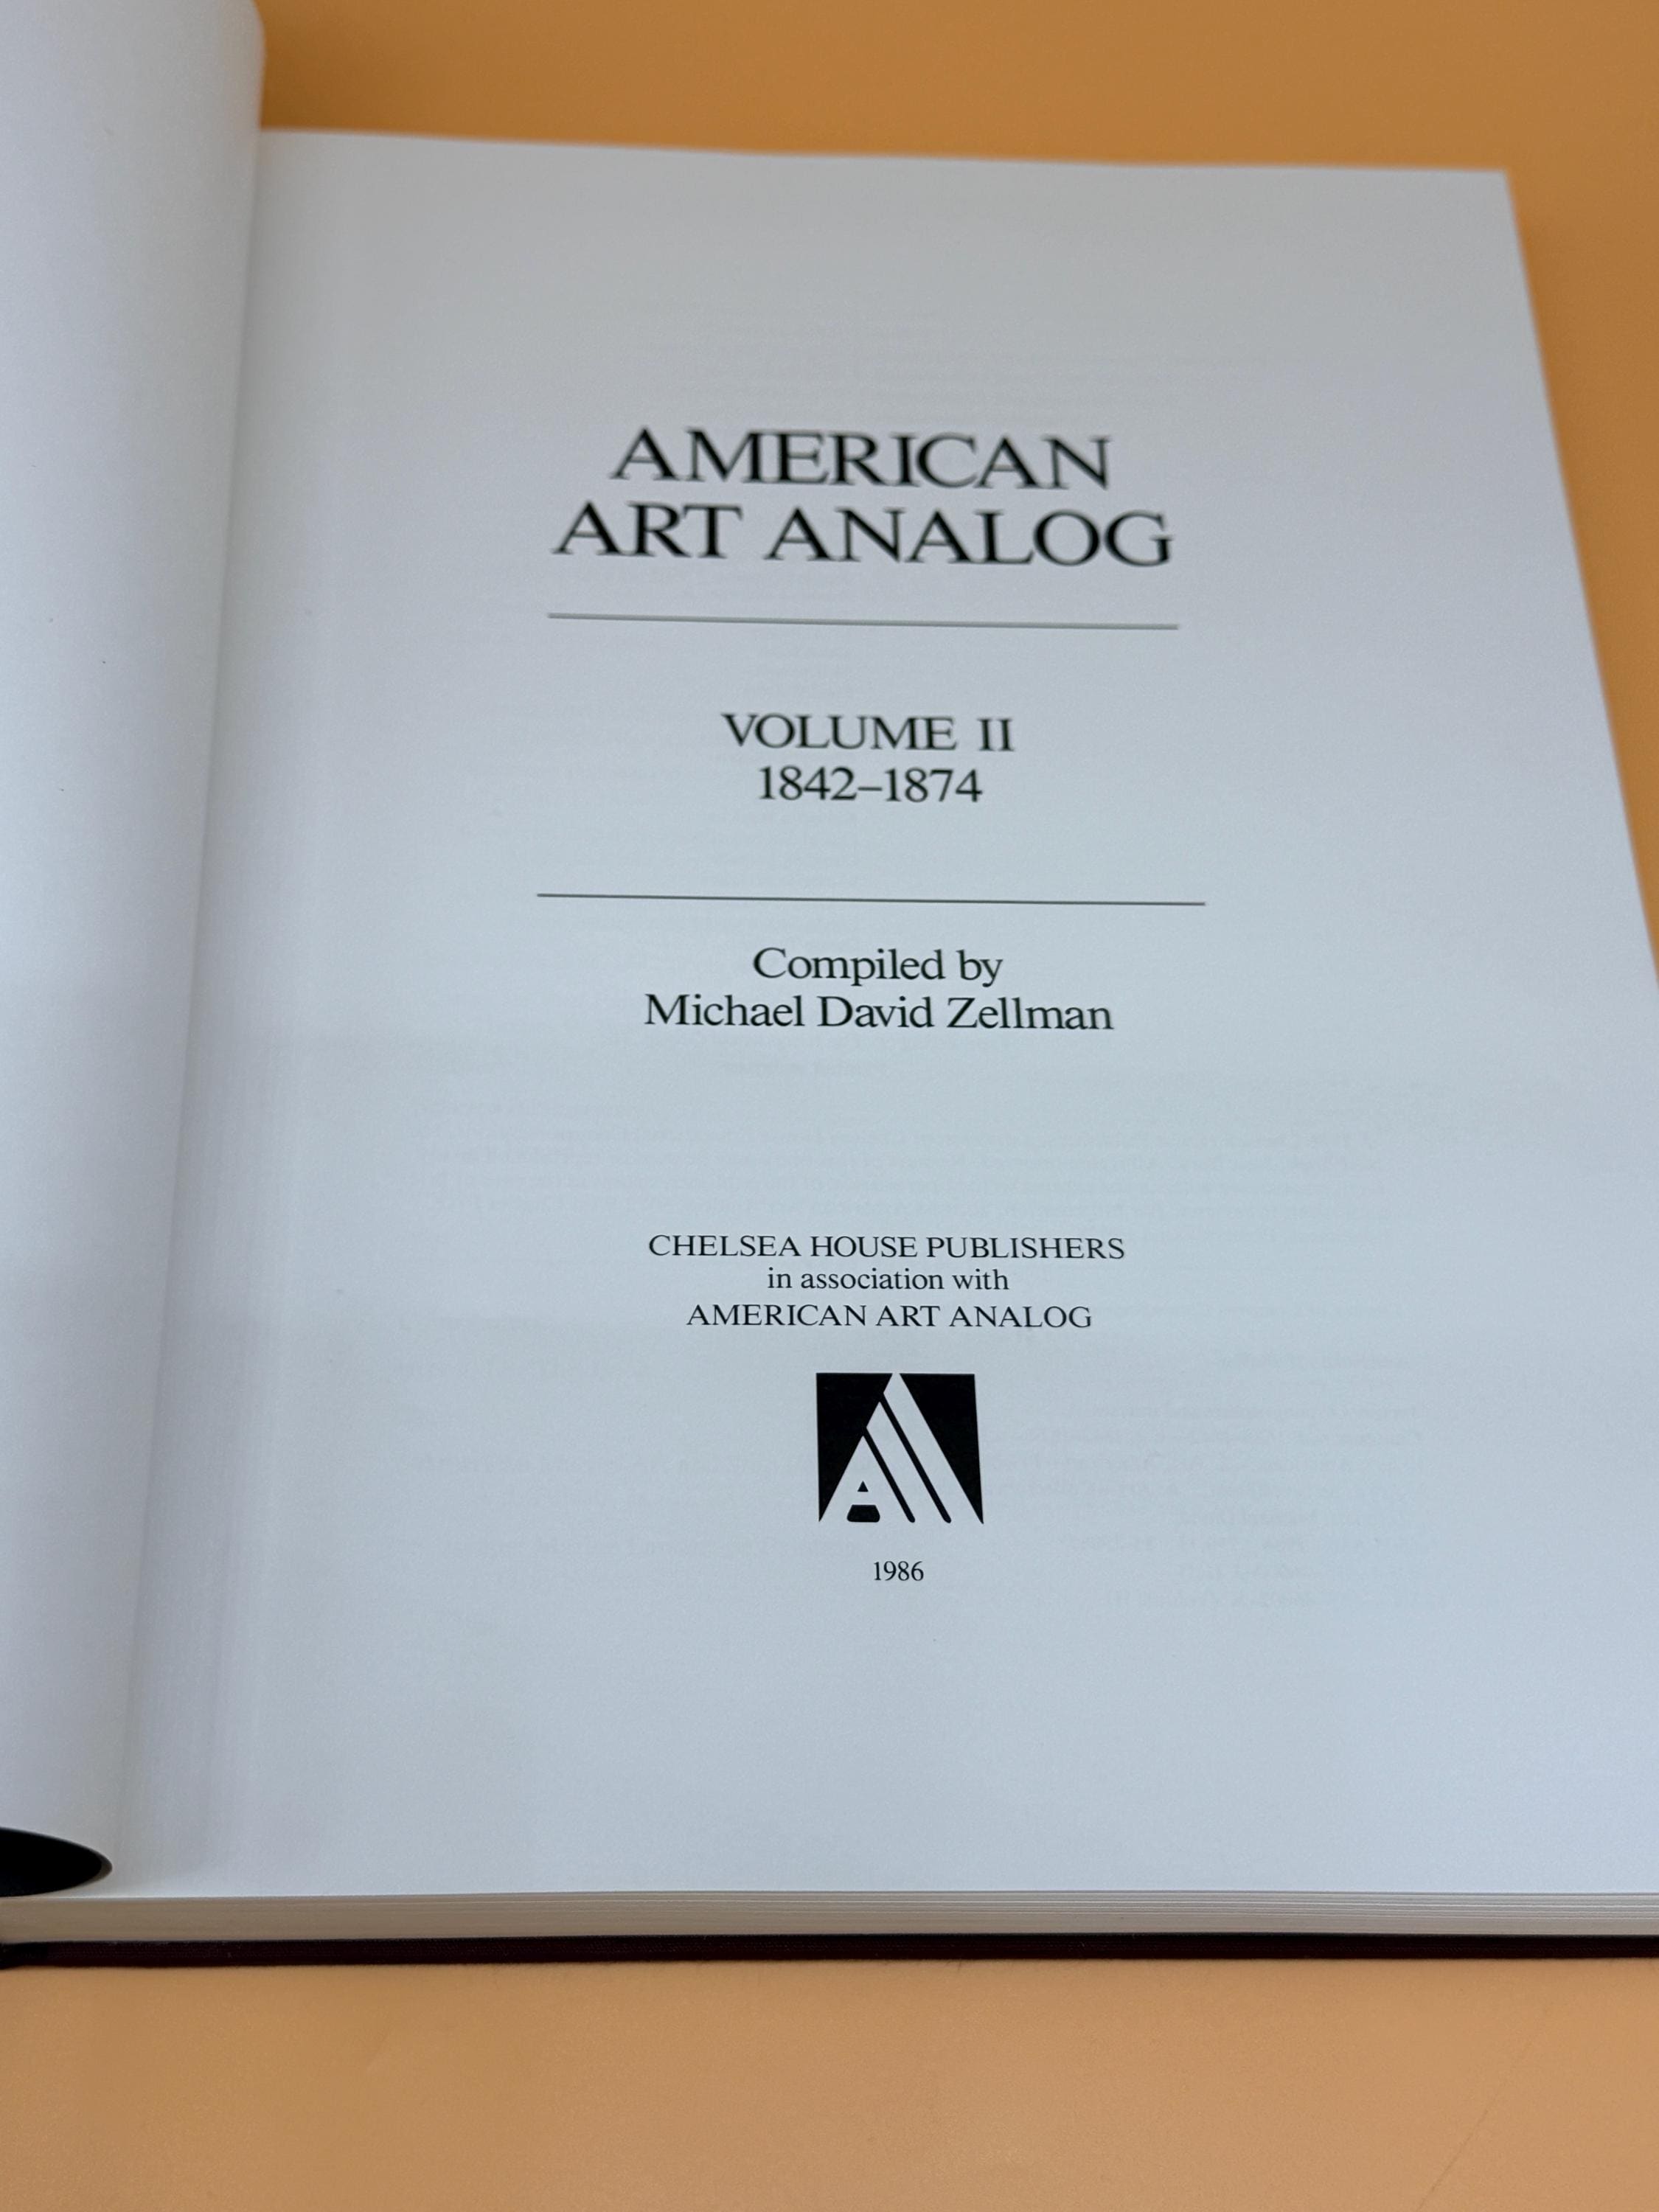 AMERICAN
ART ANALOG
VOLUME II
1842–1874
Compiled by
Michael David Zellman
CHELSEA HOUSE PUBLISHERS
in association with
AMERICAN ART ANALOG
A
1986